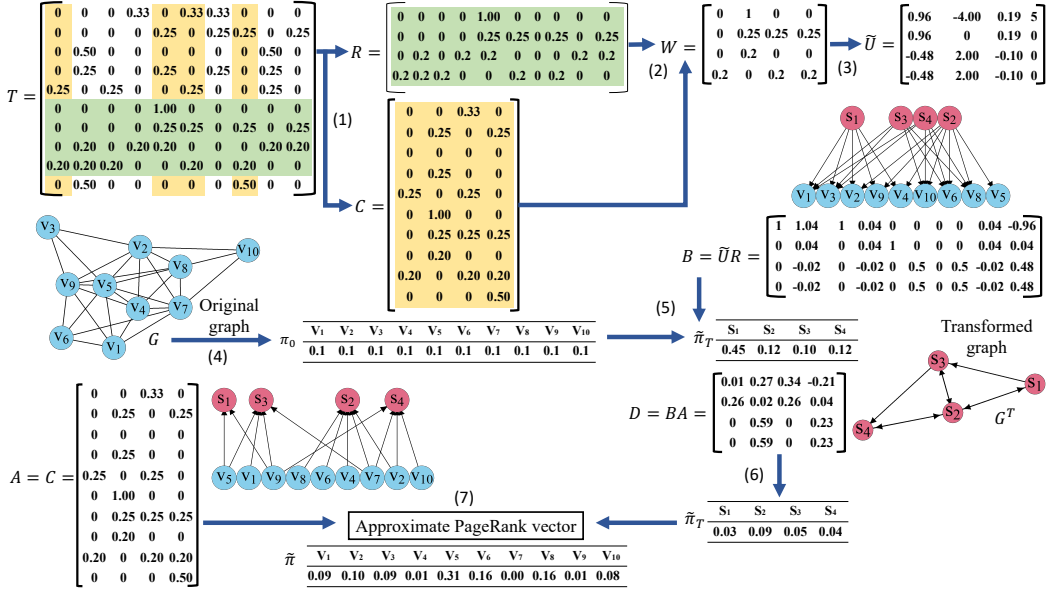 T =
0 0 0 0.33 0 0.33 0.33 0 0 0
0 0 0 0 0.25 0.25 0 0.25 0 0.25
0 0.50 0 0 0 0 0 0 0.50 0
0 0.25 0 0 0.25 0.25 0 0 0.25 0
0.25 0 0.25 0 0 0.25 0 0.25 0 0
0 0 0 0 1.00 0 0 0 0 0
0 0 0 0 0.25 0.25 0 0.25 0 0.25
0 0.20 0 0.20 0.20 0 0 0 0.20 0.20
0.20 0.20 0.20 0 0 0.20 0 0.20 0 0
0 0.50 0 0 0 0 0 0.50 0 0
(1)
R =
0 0 0 0 1.00 0 0 0 0 0
0 0 0 0 0.25 0.25 0.25 0 0 0.25
0 0.2 0 0.2 0.2 0 0 0 0.2 0.2
0.2 0.2 0.2 0 0 0.2 0 0.2 0 0
(2)
W =
0 1 0 0
0 0.25 0.25 0.25
0 0.2 0 0
0.2 0 0.2 0.2
(3)
Ũ =
0.96 -4.00 0.19 5
0.96 0 0.19 0
-0.48 2.00 -0.10 0
-0.48 2.00 -0.10 0
C =
0 0 0.33 0
0 0.25 0 0.25
0 0 0 0
0 0.25 0 0
0.25 0 0.25 0
0 1.00 0 0
0 0.25 0.25 0.25
0 0.20 0 0
0.20 0 0.20 0.20
0 0 0 0.50
S1 S3 S4 S2
V1 V3 V2 V9 V4 V10 V6 V8 V5
B = ŨR =
1 1.04 1 0.04 0 0 0 0 0.04 -0.96
0 0.04 0 0.04 1 0 0 0 0.04 0.04
0 -0.02 0 -0.02 0 0.5 0 0.5 -0.02 0.48
0 -0.02 0 -0.02 0 0.5 0 0.5 -0.02 0.48
V3
V2
V10
V8
V9
V5
V4
V7
V6
V1
G
Original
graph
(4)
π0
V1 V2 V3 V4 V5 V6 V7 V8 V9 V10
0.1 0.1 0.1 0.1 0.1 0.1 0.1 0.1 0.1 0.1
(5)
π̃T
S1 S2 S3 S4
0.45 0.12 0.10 0.12
D = BA =
0.01 0.27 0.34 -0.21
0.26 0.02 0.26 0.04
0 0.59 0 0.23
0 0.59 0 0.23
Transformed
graph
S3
S1
S2
S4
G^T
A = C =
0 0 0.33 0
0 0.25 0 0.25
0 0 0 0
0 0.25 0 0
0.25 0 0.25 0
0 1.00 0 0
0 0.25 0.25 0.25
0 0.20 0 0
0.20 0 0.20 0.20
0 0 0 0.50
S1 S3 S2 S4
V5 V1 V9 V8 V6 V4 V7 V2 V10
(6)
π̃T
S1 S2 S3 S4
0.03 0.09 0.05 0.04
(7)
Approximate PageRank vector
π̃
V1 V2 V3 V4 V5 V6 V7 V8 V9 V10
0.09 0.10 0.09 0.01 0.31 0.16 0.00 0.16 0.01 0.08